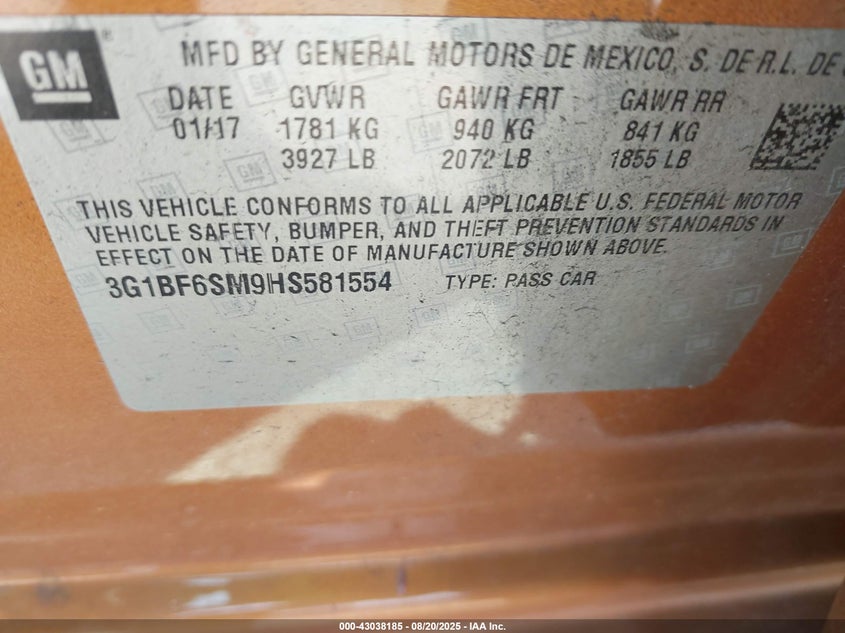 GM
®
MFD BY GENERAL MOTORS DE MEXICO, S. DE R.L. DE
DATE GVWR GAWR FRT GAWR RR
01/17 1781 KG 940 KG 841 KG
3927 LB 2072 LB 1855 LB
THIS VEHICLE CONFORMS TO ALL APPLICABLE U.S. FEDERAL MOTOR
VEHICLE SAFETY, BUMPER, AND THEFT PREVENTION STANDARDS IN
EFFECT ON THE DATE OF MANUFACTURE SHOWN ABOVE.
3G1BF6SM9HS581554 TYPE: PASS CAR
000-43038185 - 08/20/2025 - IAA Inc.